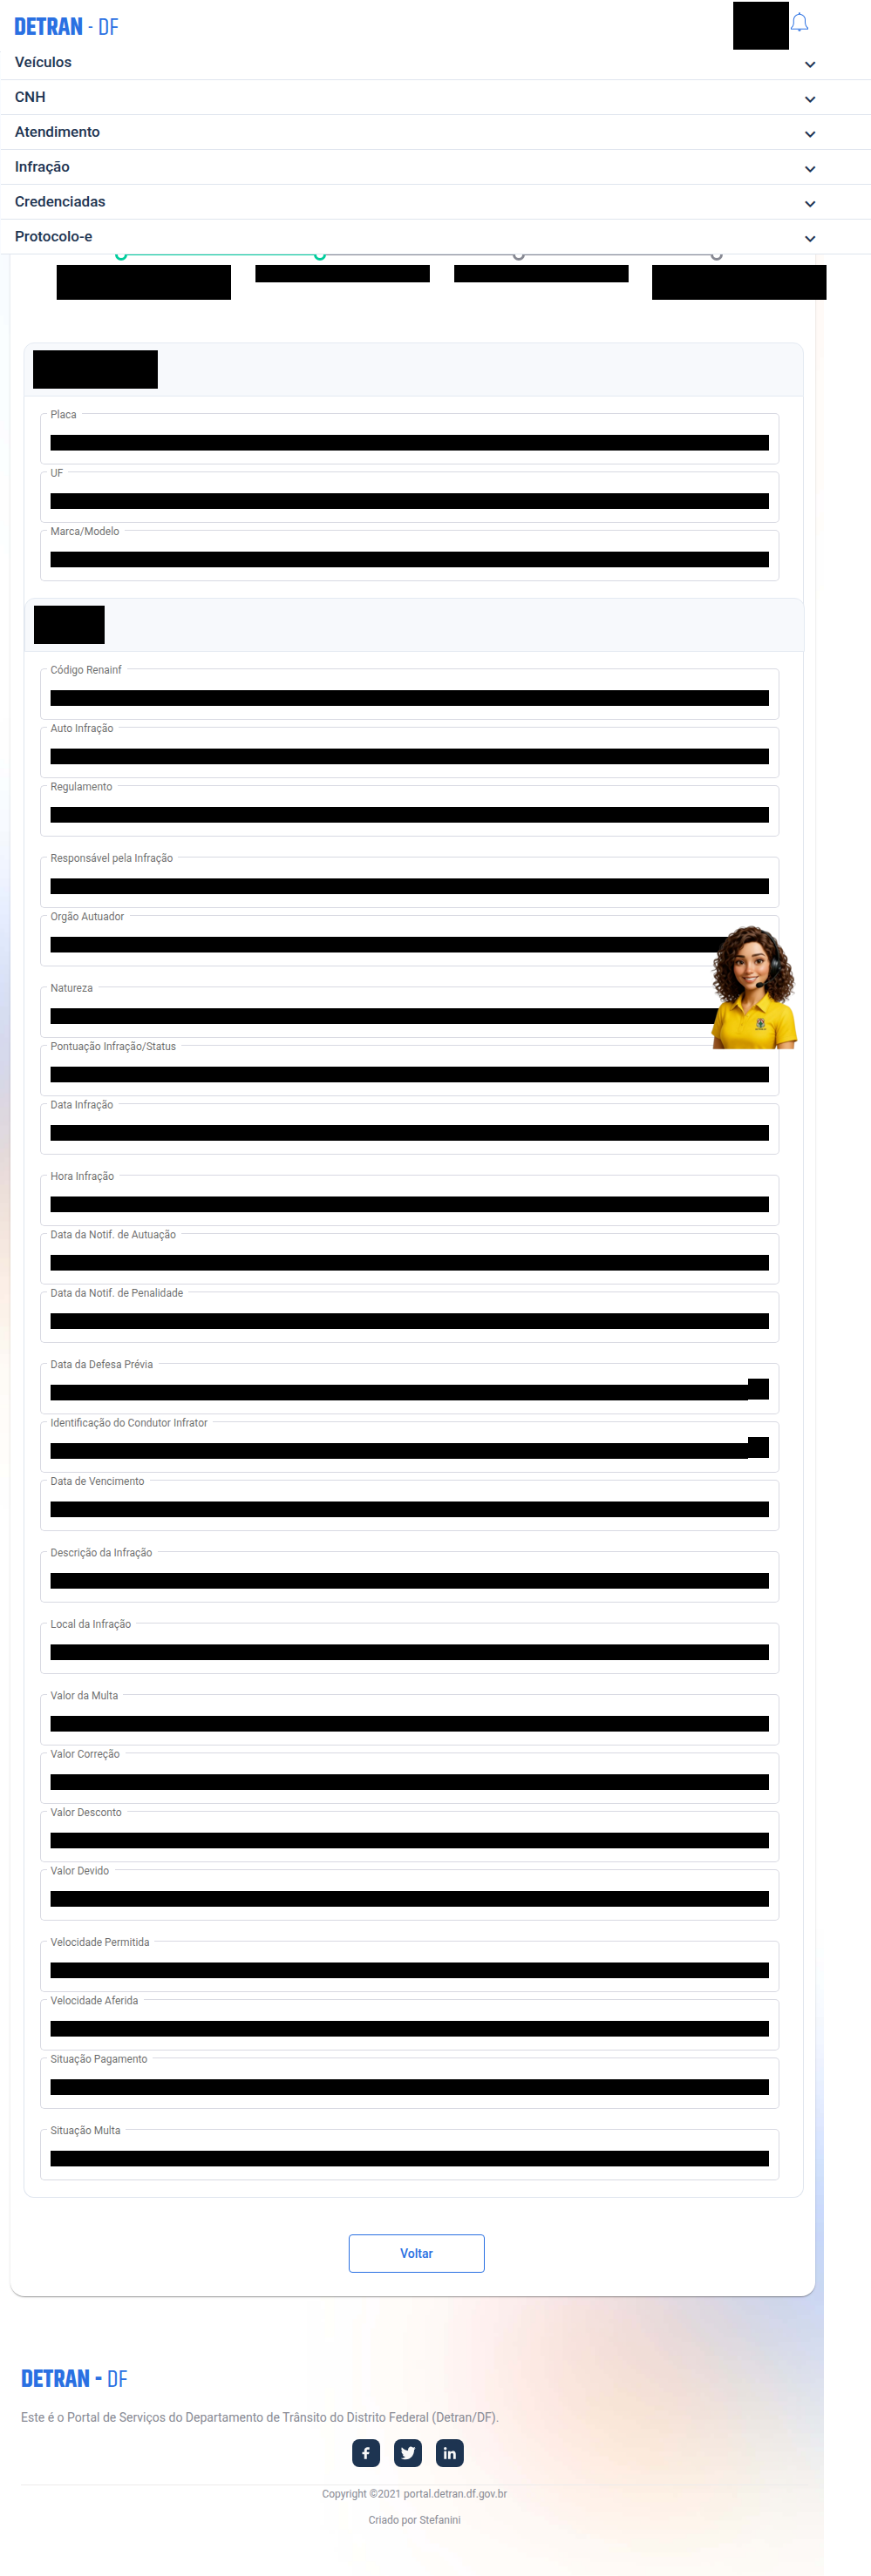 DETRAN - DF
Veículos
CNH
Atendimento
Infração
Credenciadas
Protocolo-e
Placa
UF
Marca/Modelo
Código Renainf
Auto Infração
Regulamento
Responsável pela Infração
Orgão Autuador
Natureza
Pontuação Infração/Status
Data Infração
Hora Infração
Data da Notif. de Autuação
Data da Notif. de Penalidade
Data da Defesa Prévia
Identificação do Condutor Infrator
Data de Vencimento
Descrição da Infração
Local da Infração
Valor da Multa
Valor Correção
Valor Desconto
Valor Devido
Velocidade Permitida
Velocidade Aferida
Situação Pagamento
Situação Multa
Voltar
DETRAN - DF
Este é o Portal de Serviços do Departamento de Trânsito do Distrito Federal (Detran/DF).
Copyright ©2021 portal.detran.df.gov.br
Criado por Stefanini